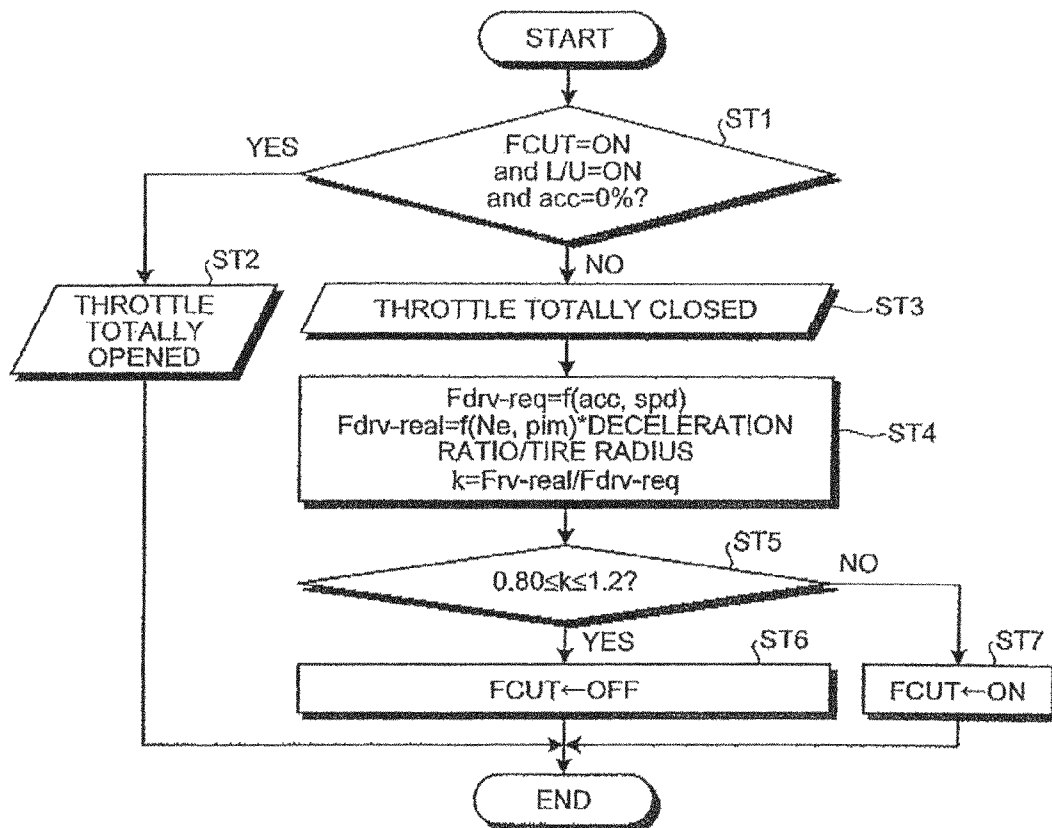 START
ST1
YES
FCUT=ON
and L/U=ON
and acc=0%?
ST2
NO
THROTTLE
TOTALLY
OPENED
THROTTLE TOTALLY CLOSED
ST3
Fdrv-req=f(acc, spd)
Fdrv-real=f(Ne, pim)*DECELERATION
RATIO/TIRE RADIUS
k=Frv-real/Fdrv-req
ST4
ST5
0.80≤k≤1.2?
NO
YES
ST6
FCUT←OFF
ST7
FCUT←ON
END